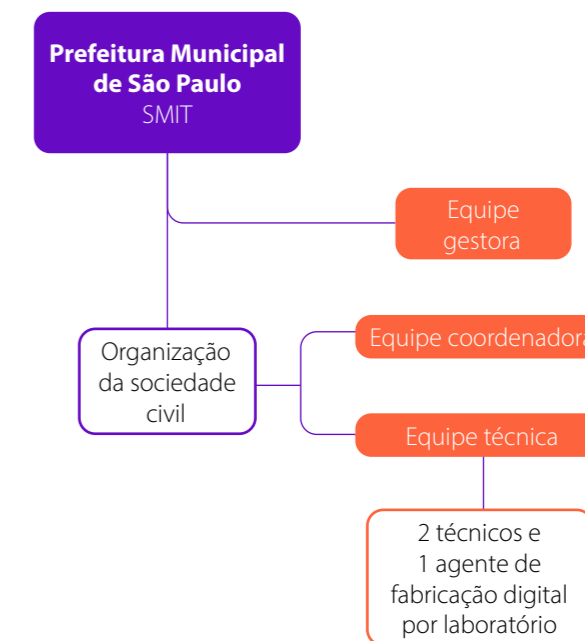 Prefeitura Municipal
de São Paulo
SMIT
Equipe
gestora
Organização
da sociedade
civil
Equipe coordenadora
Equipe técnica
2 técnicos e
1 agente de
fabricação digital
por laboratório